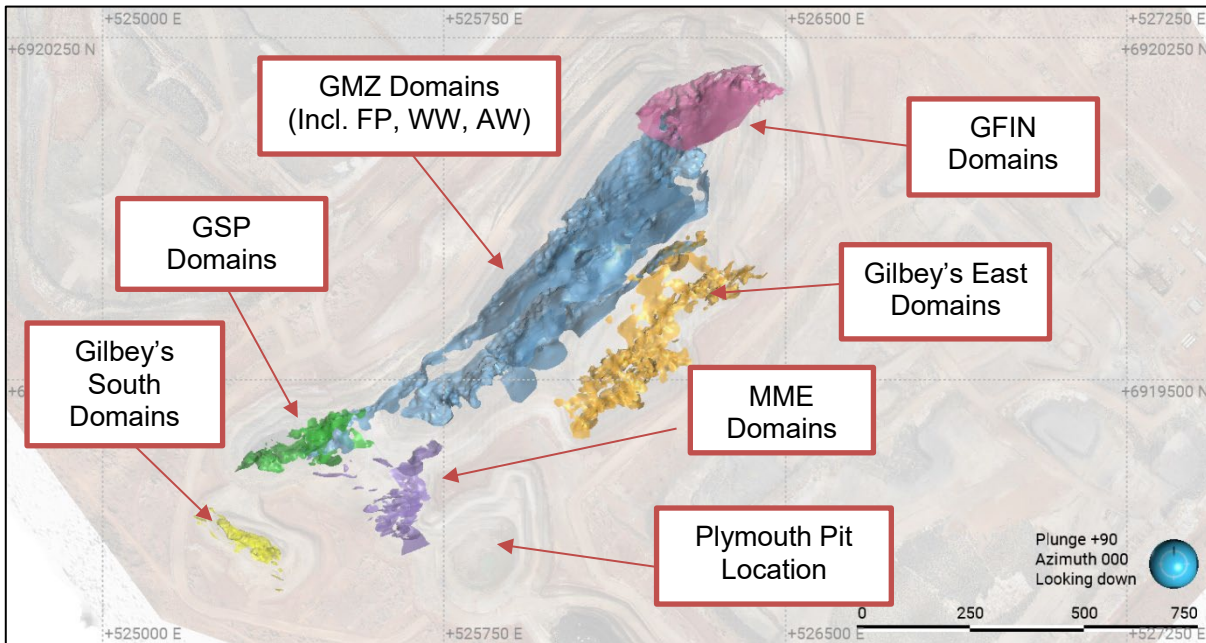 +525000 E
+525750 E
+526500 E
+527250 E
+6920250 N
+6920250 N
GMZ Domains
(Incl. FP, WW, AW)
GFIN
Domains
GSP
Domains
Gilbey's East
Domains
Gilbey's
South
Domains
MME
Domains
+6919500 N
Plymouth Pit
Location
Plunge +90
Azimuth 000
Looking down
0 250 500 750
+525000 E
+525750 E
+526500 E
+527250 E